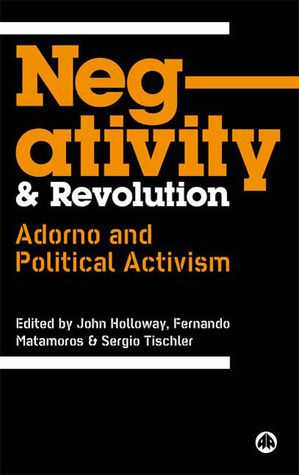 Neg—
ativity
& Revolution
Adorno and
Political Activism
Edited by John Holloway, Fernando
Matamoros & Sergio Tischler